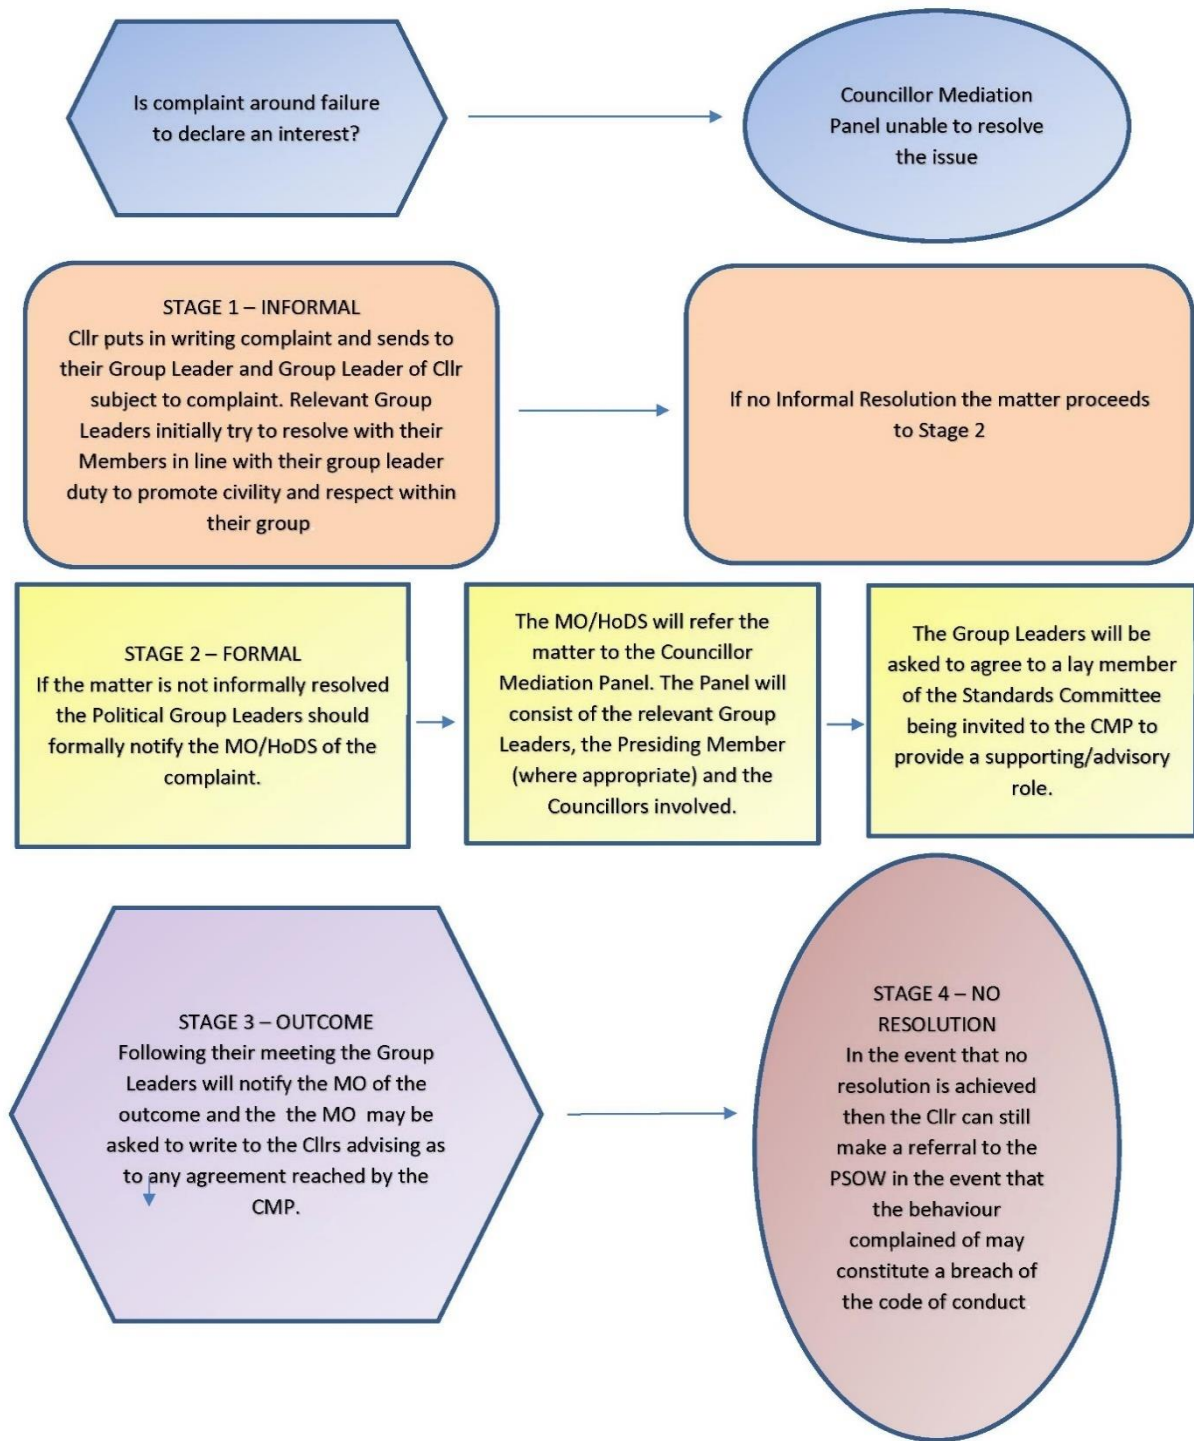 Is complaint around failure
to declare an interest?
Councillor Mediation
Panel unable to resolve
the issue
STAGE 1 – INFORMAL
Cllr puts in writing complaint and sends to
their Group Leader and Group Leader of Cllr
subject to complaint. Relevant Group
Leaders initially try to resolve with their
Members in line with their group leader
duty to promote civility and respect within
their group
If no Informal Resolution the matter proceeds
to Stage 2
STAGE 2 – FORMAL
If the matter is not informally resolved
the Political Group Leaders should
formally notify the MO/HoDS of the
complaint.
The MO/HoDS will refer the
matter to the Councillor
Mediation Panel. The Panel will
consist of the relevant Group
Leaders, the Presiding Member
(where appropriate) and the
Councillors involved.
The Group Leaders will be
asked to agree to a lay member
of the Standards Committee
being invited to the CMP to
provide a supporting/advisory
role.
STAGE 3 – OUTCOME
Following their meeting the Group
Leaders will notify the MO of the
outcome and the  the MO  may be
asked to write to the Cllrs advising as
to any agreement reached by the
CMP.
STAGE 4 – NO
RESOLUTION
In the event that no
resolution is achieved
then the Cllr can still
make a referral to the
PSOW in the event that
the behaviour
complained of may
constitute a breach of
the code of conduct